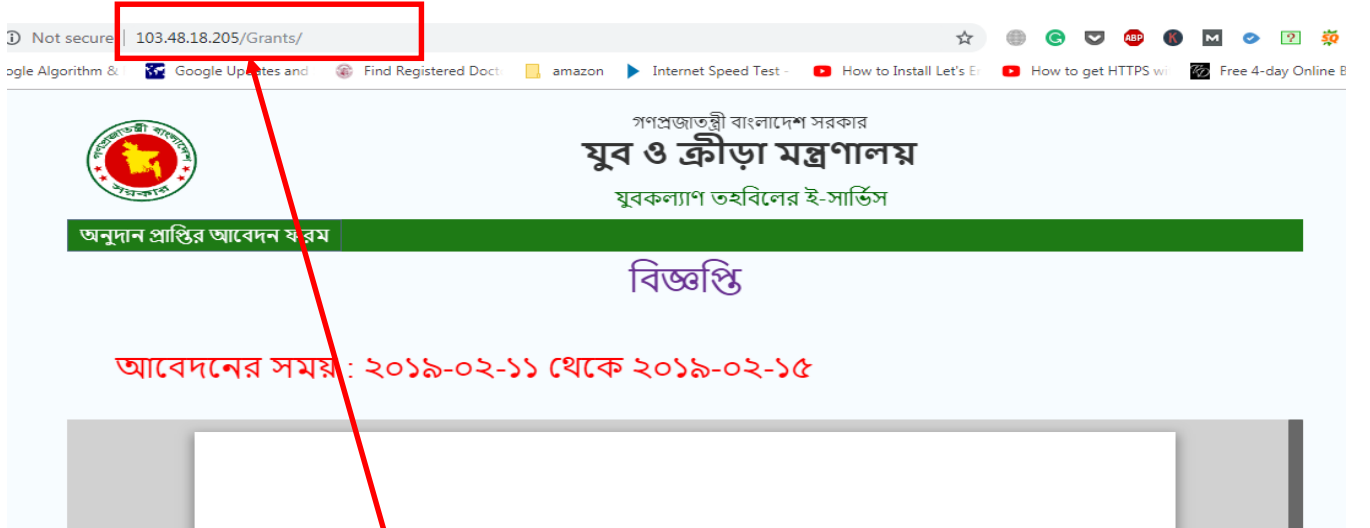 Not secure | 103.48.18.205/Grants/
ogle Algorithm & Google Updates and Find Registered Doct amazon Internet Speed Test - How to Install Let's E How to get HTTPS wi Free 4-day Online B
গণপ্রজাতন্ত্রী বাংলাদেশ সরকার
যুব ও ক্রীড়া মন্ত্রণালয়
যুবকল্যাণ তহবিলের ই-সার্ভিস
অনুদান প্রাপ্তির আবেদন ফরম
বিজ্ঞপ্তি
আবেদনের সময় : ২০১৯-০২-১১ থেকে ২০১৯-০২-১৫